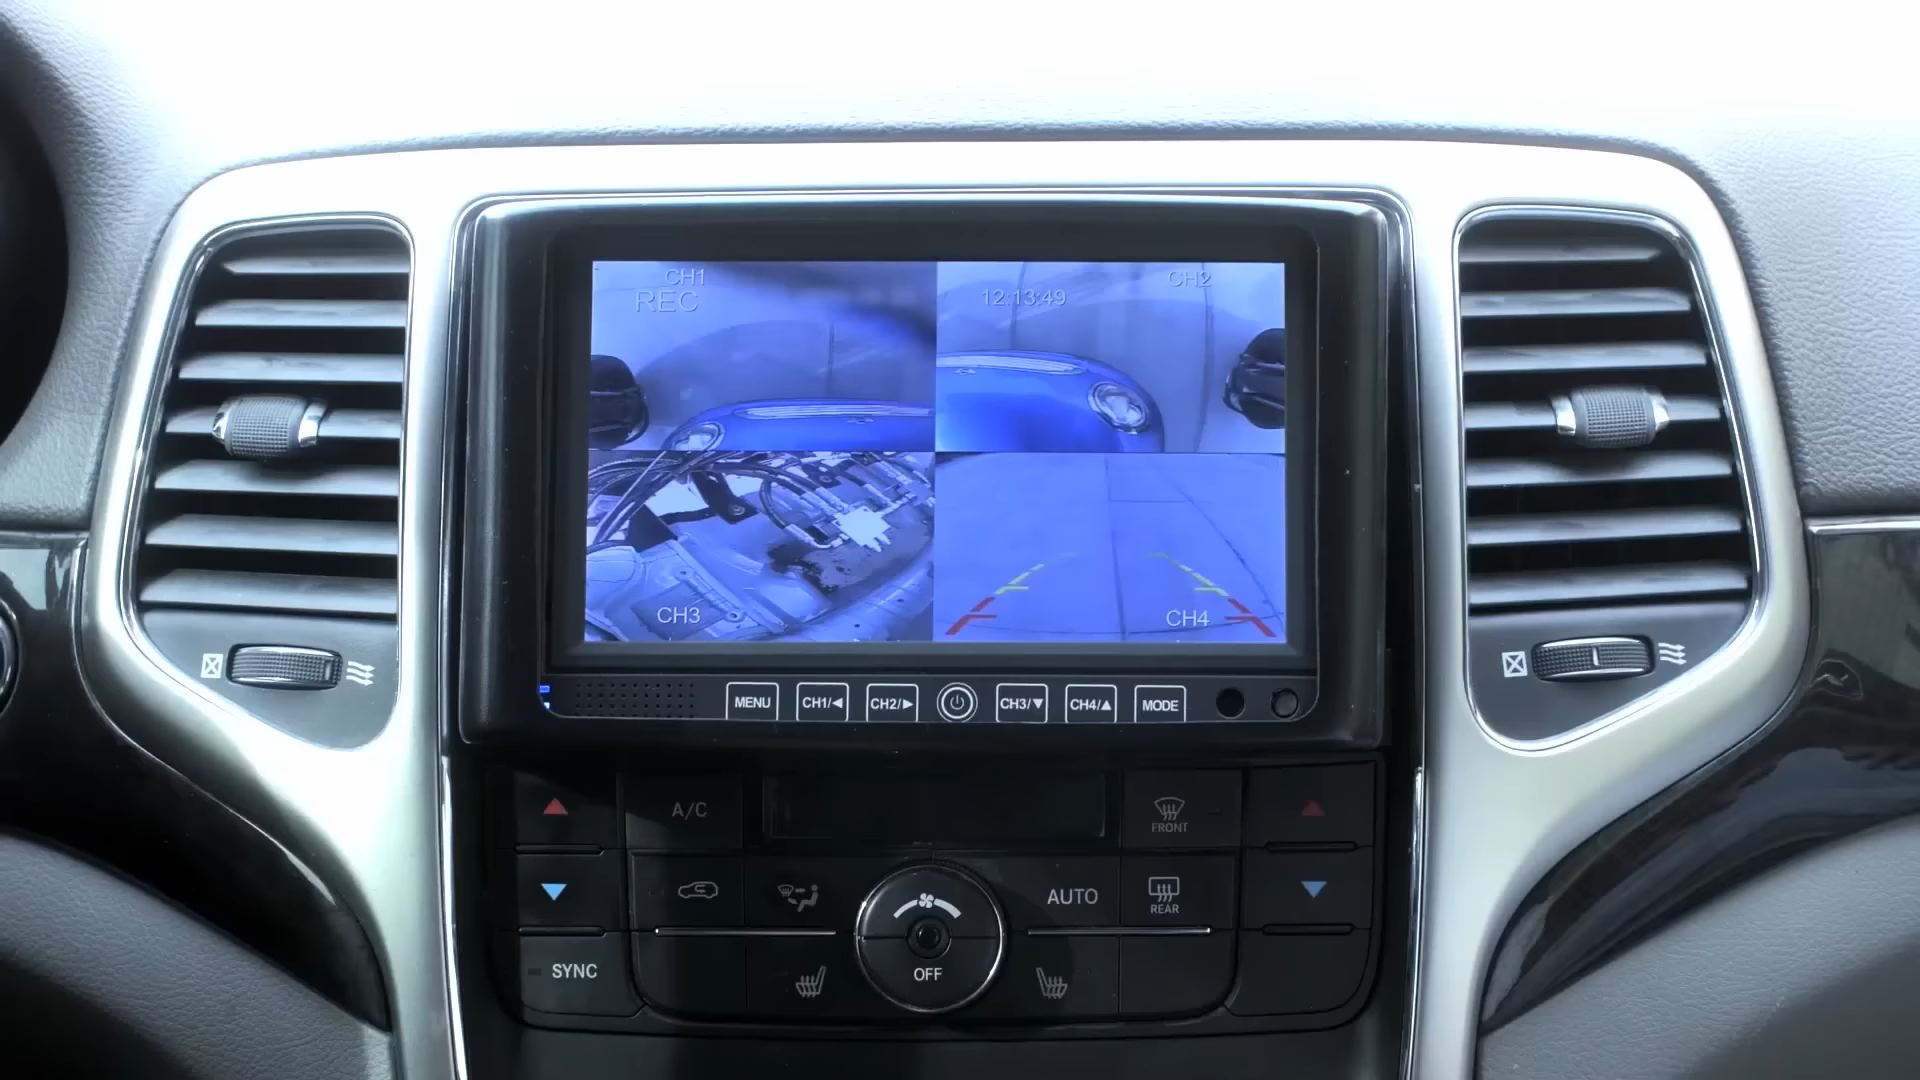 CH1
REC
CH2
12:13:49
CH3
CH4
MENU
CH1/◀
CH2/▶
CH3/▼
CH4/▲
MODE
A/C
FRONT
AUTO
REAR
SYNC
OFF